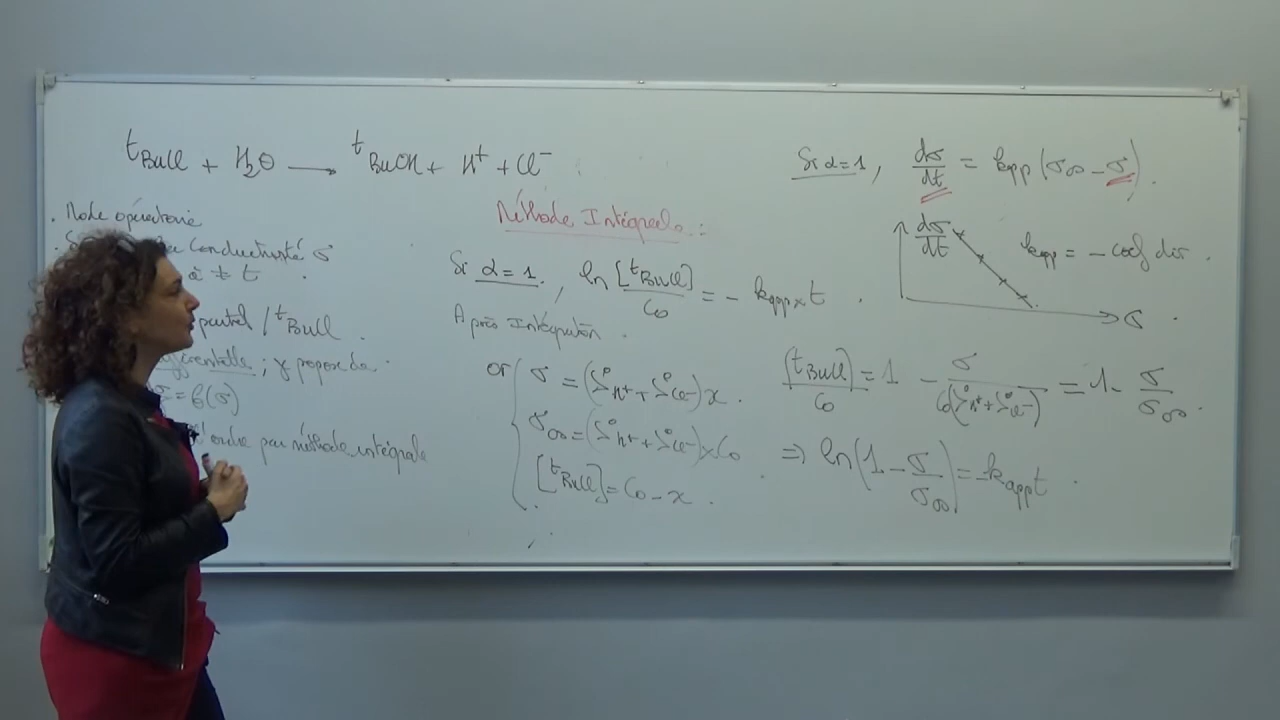 tBuCl + H₂O ⟶ tBuOH + H⁺ + Cl⁻
. Mode opératoire
conductivité σ
à t t
partiel / tBuCl .
; γ proposée
= f(σ)
l'ordre par méthode intégrale
Méthode Intégrale :
Si α = 1 , ln [tBuCl]/C₀ = - kapp × t .
Après Intégration .
or { σ = (λ°H⁺ + λ°Cl⁻) x .
σ∞ = (λ°H⁺ + λ°Cl⁻) × C₀
[tBuCl] = C₀ - x .
Si α = 1 , dσ/dt = kapp (σ∞ - σ) .
dσ/dt
kapp = - coef dir .
σ .
[tBuCl]/C₀ = 1 - σ/C₀(λ°H⁺ + λ°Cl⁻) = 1 - σ/σ∞ .
⇒ ln(1 - σ/σ∞) = - kapp t .